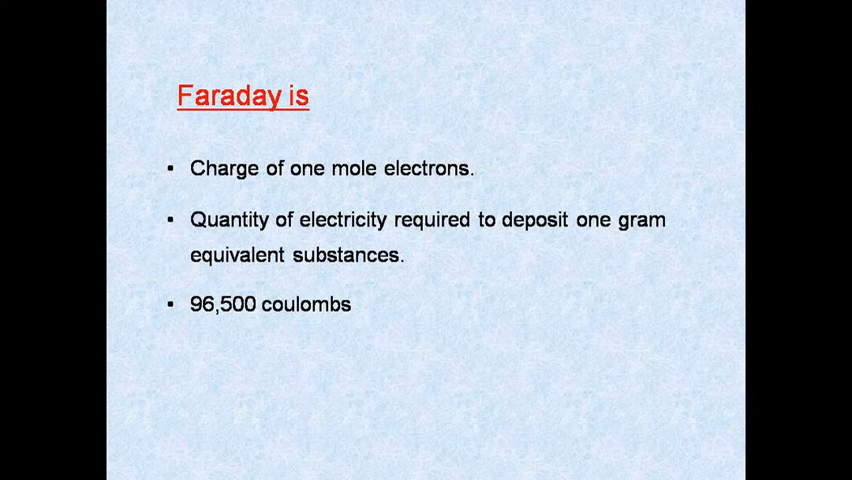 Faraday is
▪ Charge of one mole electrons.
▪ Quantity of electricity required to deposit one gram
equivalent substances.
▪ 96,500 coulombs